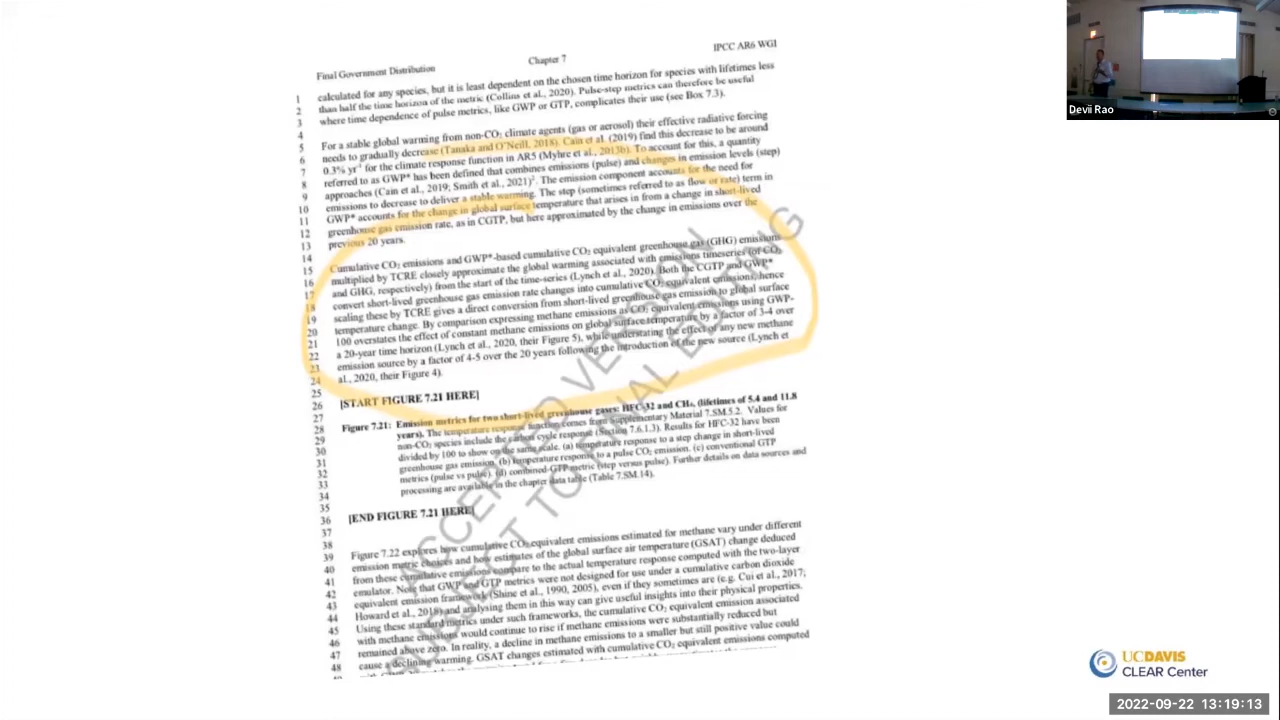 Final Government Distribution
Chapter 7
IPCC AR6 WGI
1 calculated for any species, but it is least dependent on the chosen time horizon for species with lifetimes less
2 than half the time horizon of the metric (Collins et al., 2020). Pulse-step metrics can therefore be useful
3 where time dependence of pulse metrics, like GWP or GTP, complicates their use (see Box 7.3).
4
5 For a stable global warming from non-CO₂ climate agents (gas or aerosol) their effective radiative forcing
6 needs to gradually decrease (Tanaka and O'Neill, 2018). Cain et al. (2019) find this decrease to be around
7 0.3% yr⁻¹ for the climate response function in AR5 (Myhre et al., 2013b). To account for this, a quantity
8 referred to as GWP* has been defined that combines emissions (pulse) and changes in emission levels (step)
9 approaches (Cain et al., 2019; Smith et al., 2021)². The emission component accounts for the need for
10 emissions to decrease to deliver a stable warming. The step (sometimes referred to as flow or rate) term in
11 GWP* accounts for the change in global surface temperature that arises in from a change in short-lived
12 greenhouse gas emission rate, as in CGTP, but here approximated by the change in emissions over the
13 previous 20 years.
14
15 Cumulative CO₂ emissions and GWP*-based cumulative CO₂ equivalent greenhouse gas (GHG) emissions
16 multiplied by TCRE closely approximate the global warming associated with emissions timeseries (of CO₂
17 and GHG, respectively) from the start of the time-series (Lynch et al., 2020). Both the CGTP and GWP*
18 convert short-lived greenhouse gas emission rate changes into cumulative CO₂ equivalent emissions, hence
19 scaling these by TCRE gives a direct conversion from short-lived greenhouse gas emission to global surface
20 temperature change. By comparison expressing methane emissions as CO₂ equivalent emissions using GWP-
21 100 overstates the effect of constant methane emissions on global surface temperature by a factor of 3-4 over
22 a 20-year time horizon (Lynch et al., 2020, their Figure 5), while understating the effect of any new methane
23 emission source by a factor of 4-5 over the 20 years following the introduction of the new source (Lynch et
24 al., 2020, their Figure 4).
25
26 [START FIGURE 7.21 HERE]
27
28 Figure 7.21: Emission metrics for two short-lived greenhouse gases: HFC-32 and CH₄, (lifetimes of 5.4 and 11.8
29 years). The temperature response function comes from Supplementary Material 7.SM.5.2. Values for
30 non-CO₂ species include the carbon cycle response (Section 7.6.1.3). Results for HFC-32 have been
31 divided by 100 to show on the same scale. (a) temperature response to a step change in short-lived
32 greenhouse gas emission. (b) temperature response to a pulse CO₂ emission. (c) conventional GTP
33 metrics (pulse vs pulse). (d) combined-GTP metric (step versus pulse). Further details on data sources and
34 processing are available in the chapter data table (Table 7.SM.14).
35
36 [END FIGURE 7.21 HERE]
37
38
39 Figure 7.22 explores how cumulative CO₂ equivalent emissions estimated for methane vary under different
40 emission metric choices and how estimates of the global surface air temperature (GSAT) change deduced
41 from these cumulative emissions compare to the actual temperature response computed with the two-layer
42 emulator. Note that GWP and GTP metrics were not designed for use under a cumulative carbon dioxide
43 equivalent emission framework (Shine et al., 1990, 2005), even if they sometimes are (e.g. Cui et al., 2017;
44 Howard et al., 2018) and analysing them in this way can give useful insights into their physical properties.
45 Using these standard metrics under such frameworks, the cumulative CO₂ equivalent emission associated
46 with methane emissions would continue to rise if methane emissions were substantially reduced but
47 remained above zero. In reality, a decline in methane emissions to a smaller but still positive value could
48 cause a declining warming. GSAT changes estimated with cumulative CO₂ equivalent emissions computed
ACCEPTED VERSION
SUBJECT TO FINAL EDITING
Devii Rao
UCDAVIS
CLEAR Center
2022-09-22 13:19:13